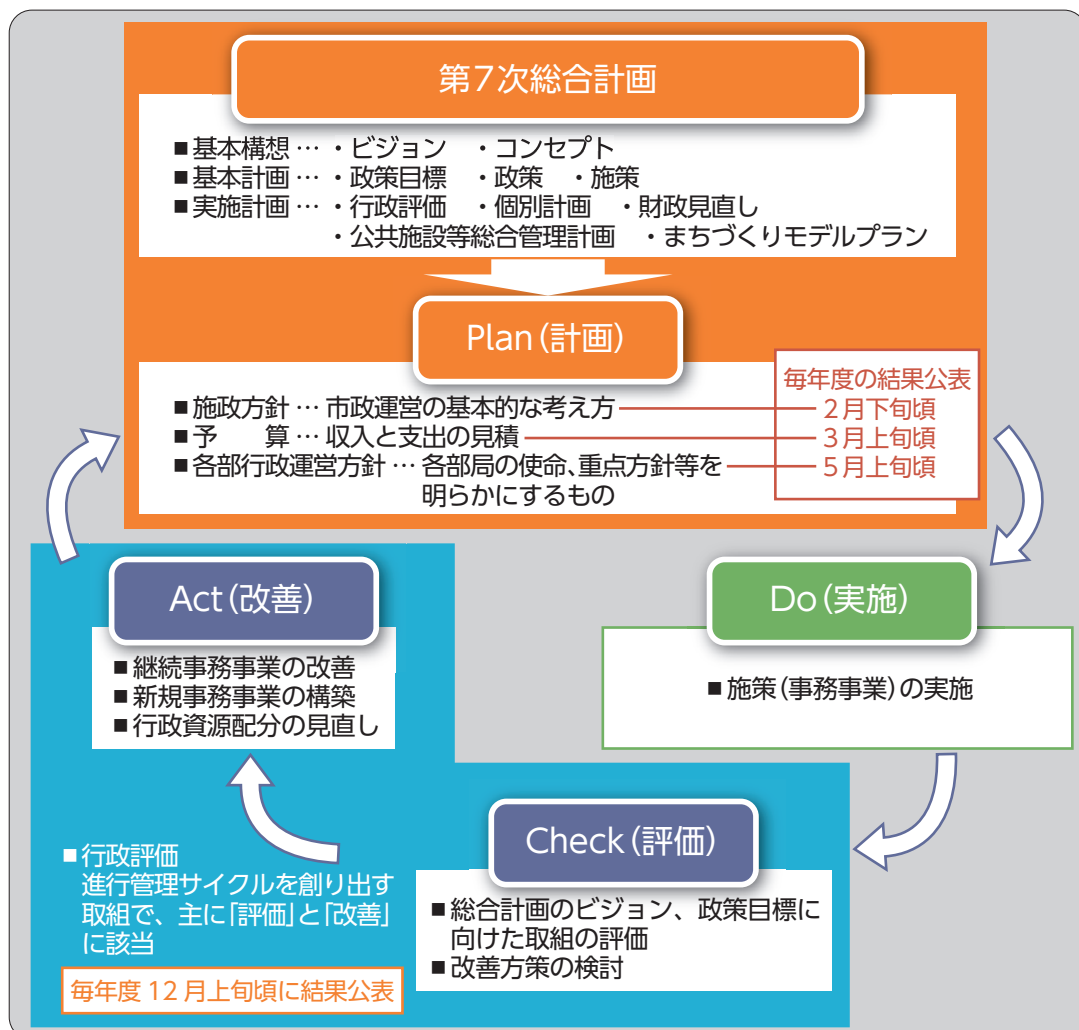 第7次総合計画
■基本構想 … ・ビジョン ・コンセプト
■基本計画 … ・政策目標 ・政策 ・施策
■実施計画 … ・行政評価 ・個別計画 ・財政見直し
・公共施設等総合管理計画 ・まちづくりモデルプラン
Plan(計画)
毎年度の結果公表
■施政方針 … 市政運営の基本的な考え方 2月下旬頃
■予 算 … 収入と支出の見積 3月上旬頃
■各部行政運営方針 … 各部局の使命、重点方針等を 5月上旬頃
明らかにするもの
Do(実施)
■施策(事務事業)の実施
Check(評価)
■総合計画のビジョン、政策目標に
向けた取組の評価
■改善方策の検討
Act(改善)
■継続事務事業の改善
■新規事務事業の構築
■行政資源配分の見直し
■行政評価
進行管理サイクルを創り出す
取組で、主に「評価」と「改善」
に該当
毎年度 12月上旬頃に結果公表